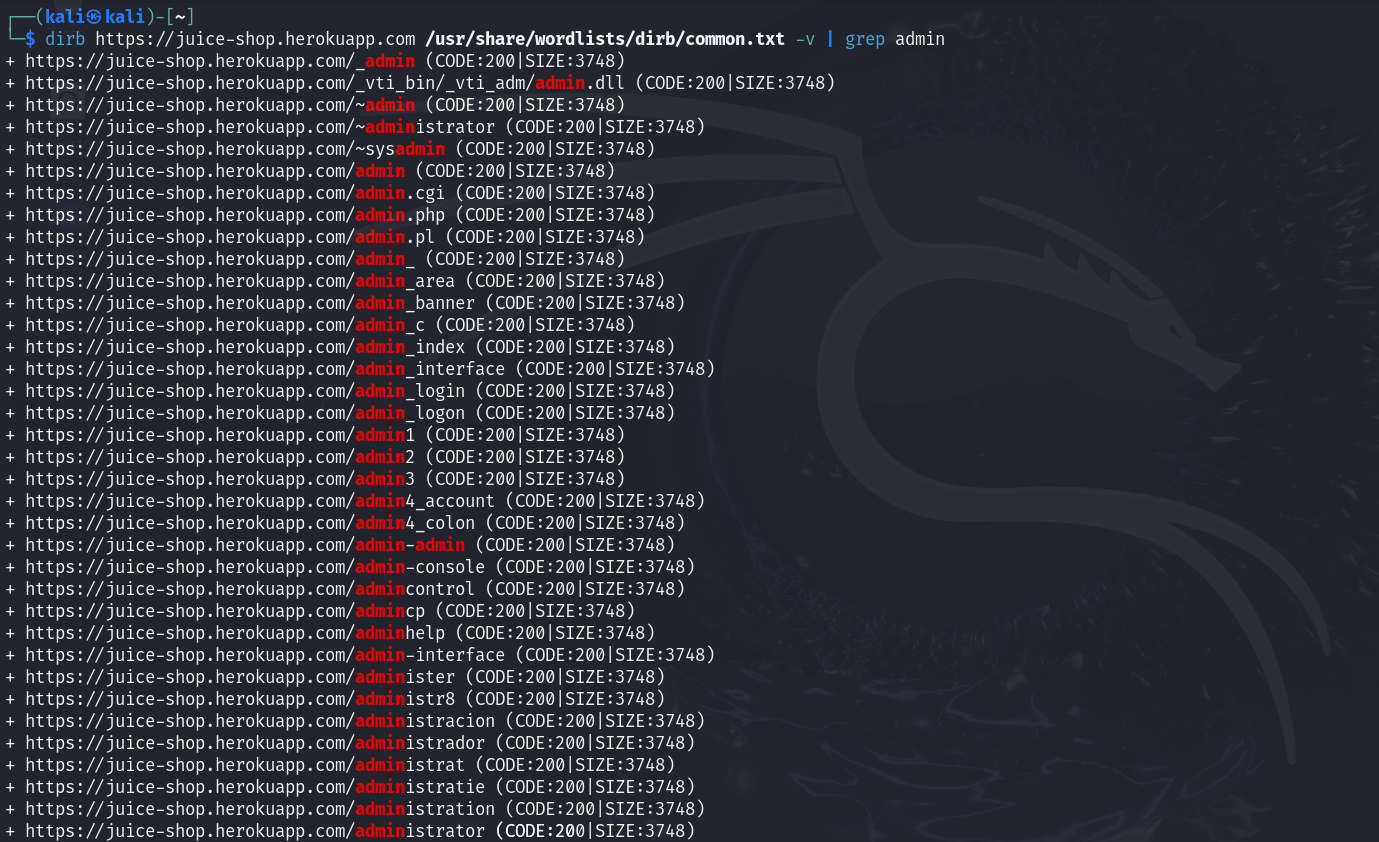 ┌──(kali㉿kali)-[~]
└─$ dirb https://juice-shop.herokuapp.com /usr/share/wordlists/dirb/common.txt -v | grep admin
+ https://juice-shop.herokuapp.com/_admin (CODE:200|SIZE:3748)
+ https://juice-shop.herokuapp.com/_vti_bin/_vti_adm/admin.dll (CODE:200|SIZE:3748)
+ https://juice-shop.herokuapp.com/~admin (CODE:200|SIZE:3748)
+ https://juice-shop.herokuapp.com/~administrator (CODE:200|SIZE:3748)
+ https://juice-shop.herokuapp.com/~sysadmin (CODE:200|SIZE:3748)
+ https://juice-shop.herokuapp.com/admin (CODE:200|SIZE:3748)
+ https://juice-shop.herokuapp.com/admin.cgi (CODE:200|SIZE:3748)
+ https://juice-shop.herokuapp.com/admin.php (CODE:200|SIZE:3748)
+ https://juice-shop.herokuapp.com/admin.pl (CODE:200|SIZE:3748)
+ https://juice-shop.herokuapp.com/admin_ (CODE:200|SIZE:3748)
+ https://juice-shop.herokuapp.com/admin_area (CODE:200|SIZE:3748)
+ https://juice-shop.herokuapp.com/admin_banner (CODE:200|SIZE:3748)
+ https://juice-shop.herokuapp.com/admin_c (CODE:200|SIZE:3748)
+ https://juice-shop.herokuapp.com/admin_index (CODE:200|SIZE:3748)
+ https://juice-shop.herokuapp.com/admin_interface (CODE:200|SIZE:3748)
+ https://juice-shop.herokuapp.com/admin_login (CODE:200|SIZE:3748)
+ https://juice-shop.herokuapp.com/admin_logon (CODE:200|SIZE:3748)
+ https://juice-shop.herokuapp.com/admin1 (CODE:200|SIZE:3748)
+ https://juice-shop.herokuapp.com/admin2 (CODE:200|SIZE:3748)
+ https://juice-shop.herokuapp.com/admin3 (CODE:200|SIZE:3748)
+ https://juice-shop.herokuapp.com/admin4_account (CODE:200|SIZE:3748)
+ https://juice-shop.herokuapp.com/admin4_colon (CODE:200|SIZE:3748)
+ https://juice-shop.herokuapp.com/admin-admin (CODE:200|SIZE:3748)
+ https://juice-shop.herokuapp.com/admin-console (CODE:200|SIZE:3748)
+ https://juice-shop.herokuapp.com/admincontrol (CODE:200|SIZE:3748)
+ https://juice-shop.herokuapp.com/admincp (CODE:200|SIZE:3748)
+ https://juice-shop.herokuapp.com/adminhelp (CODE:200|SIZE:3748)
+ https://juice-shop.herokuapp.com/admin-interface (CODE:200|SIZE:3748)
+ https://juice-shop.herokuapp.com/administer (CODE:200|SIZE:3748)
+ https://juice-shop.herokuapp.com/administr8 (CODE:200|SIZE:3748)
+ https://juice-shop.herokuapp.com/administracion (CODE:200|SIZE:3748)
+ https://juice-shop.herokuapp.com/administrador (CODE:200|SIZE:3748)
+ https://juice-shop.herokuapp.com/administrat (CODE:200|SIZE:3748)
+ https://juice-shop.herokuapp.com/administratie (CODE:200|SIZE:3748)
+ https://juice-shop.herokuapp.com/administration (CODE:200|SIZE:3748)
+ https://juice-shop.herokuapp.com/administrator (CODE:200|SIZE:3748)